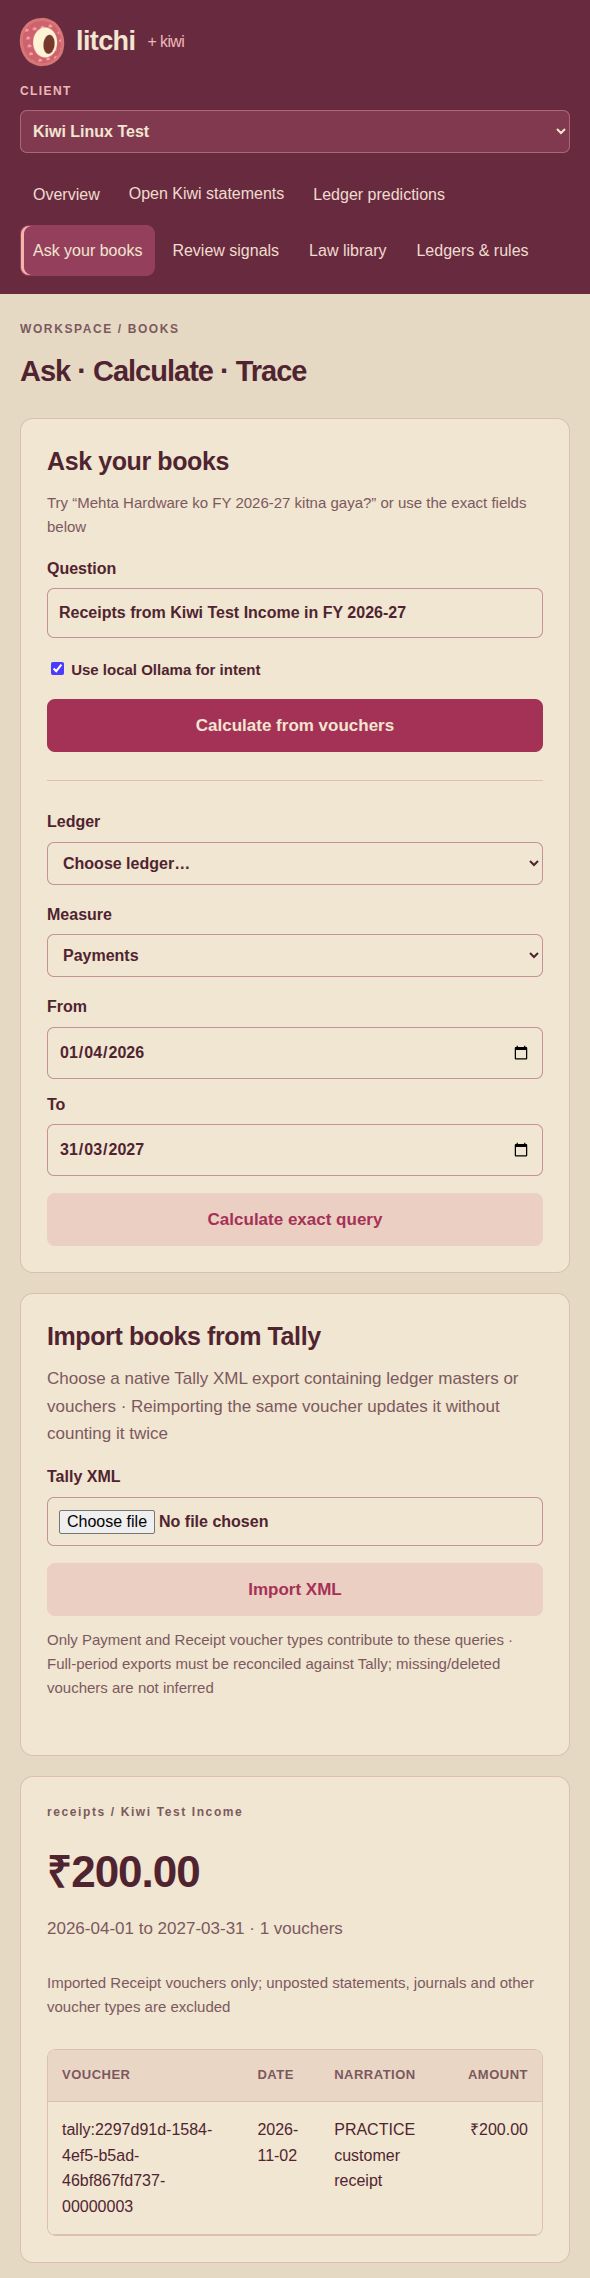 litchi + kiwi
CLIENT
Kiwi Linux Test
Overview Open Kiwi statements Ledger predictions
Ask your books Review signals Law library Ledgers & rules
WORKSPACE / BOOKS
Ask · Calculate · Trace
Ask your books
Try “Mehta Hardware ko FY 2026-27 kitna gaya?” or use the exact fields
below
Question
Receipts from Kiwi Test Income in FY 2026-27
Use local Ollama for intent
Calculate from vouchers
Ledger
Choose ledger…
Measure
Payments
From
01/04/2026
To
31/03/2027
Calculate exact query
Import books from Tally
Choose a native Tally XML export containing ledger masters or
vouchers · Reimporting the same voucher updates it without
counting it twice
Tally XML
Choose file No file chosen
Import XML
Only Payment and Receipt voucher types contribute to these queries ·
Full-period exports must be reconciled against Tally; missing/deleted
vouchers are not inferred
receipts / Kiwi Test Income
₹200.00
2026-04-01 to 2027-03-31 · 1 vouchers
Imported Receipt vouchers only; unposted statements, journals and other
voucher types are excluded
VOUCHER DATE NARRATION AMOUNT
tally:2297d91d-1584- 2026- PRACTICE ₹200.00
4ef5-b5ad- 11-02 customer
46bf867fd737- receipt
00000003